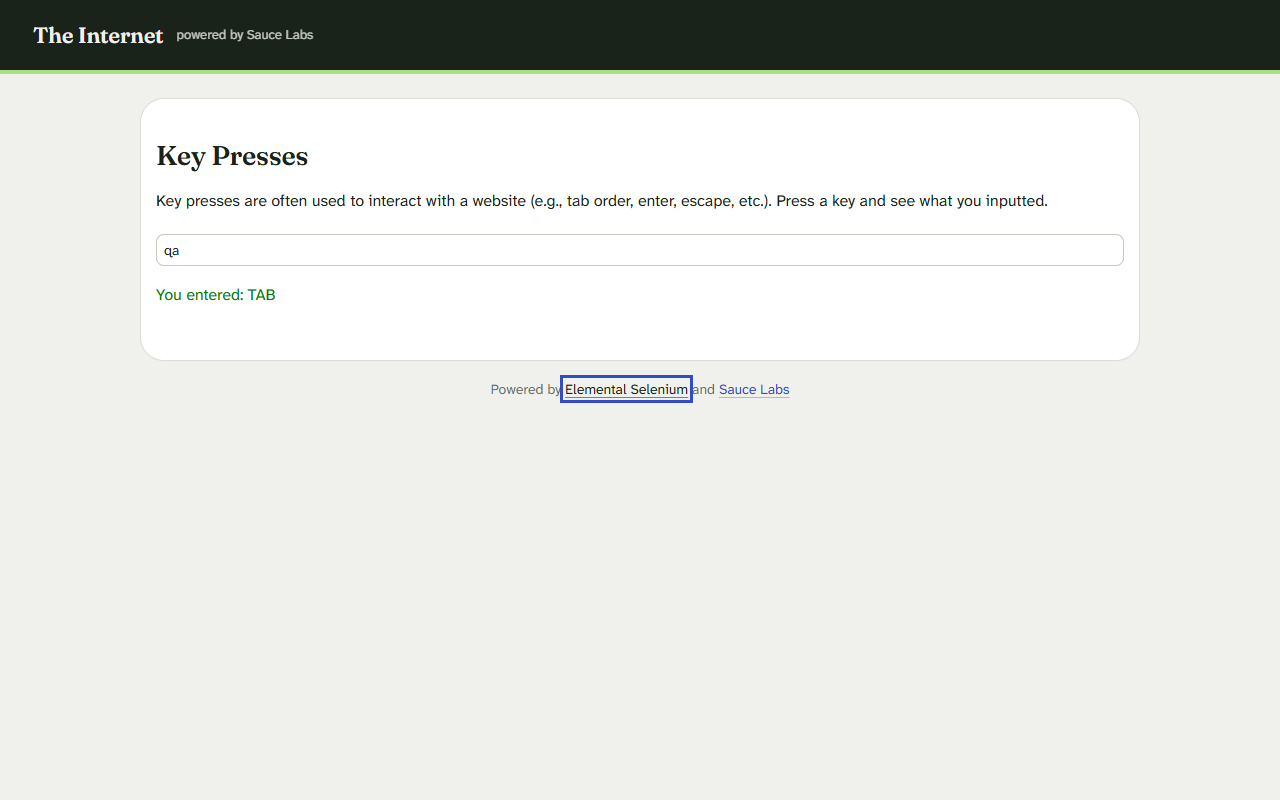 The Internet powered by Sauce Labs
Key Presses
Key presses are often used to interact with a website (e.g., tab order, enter, escape, etc.). Press a key and see what you inputted.
qa
You entered: TAB
Powered by Elemental Selenium and Sauce Labs